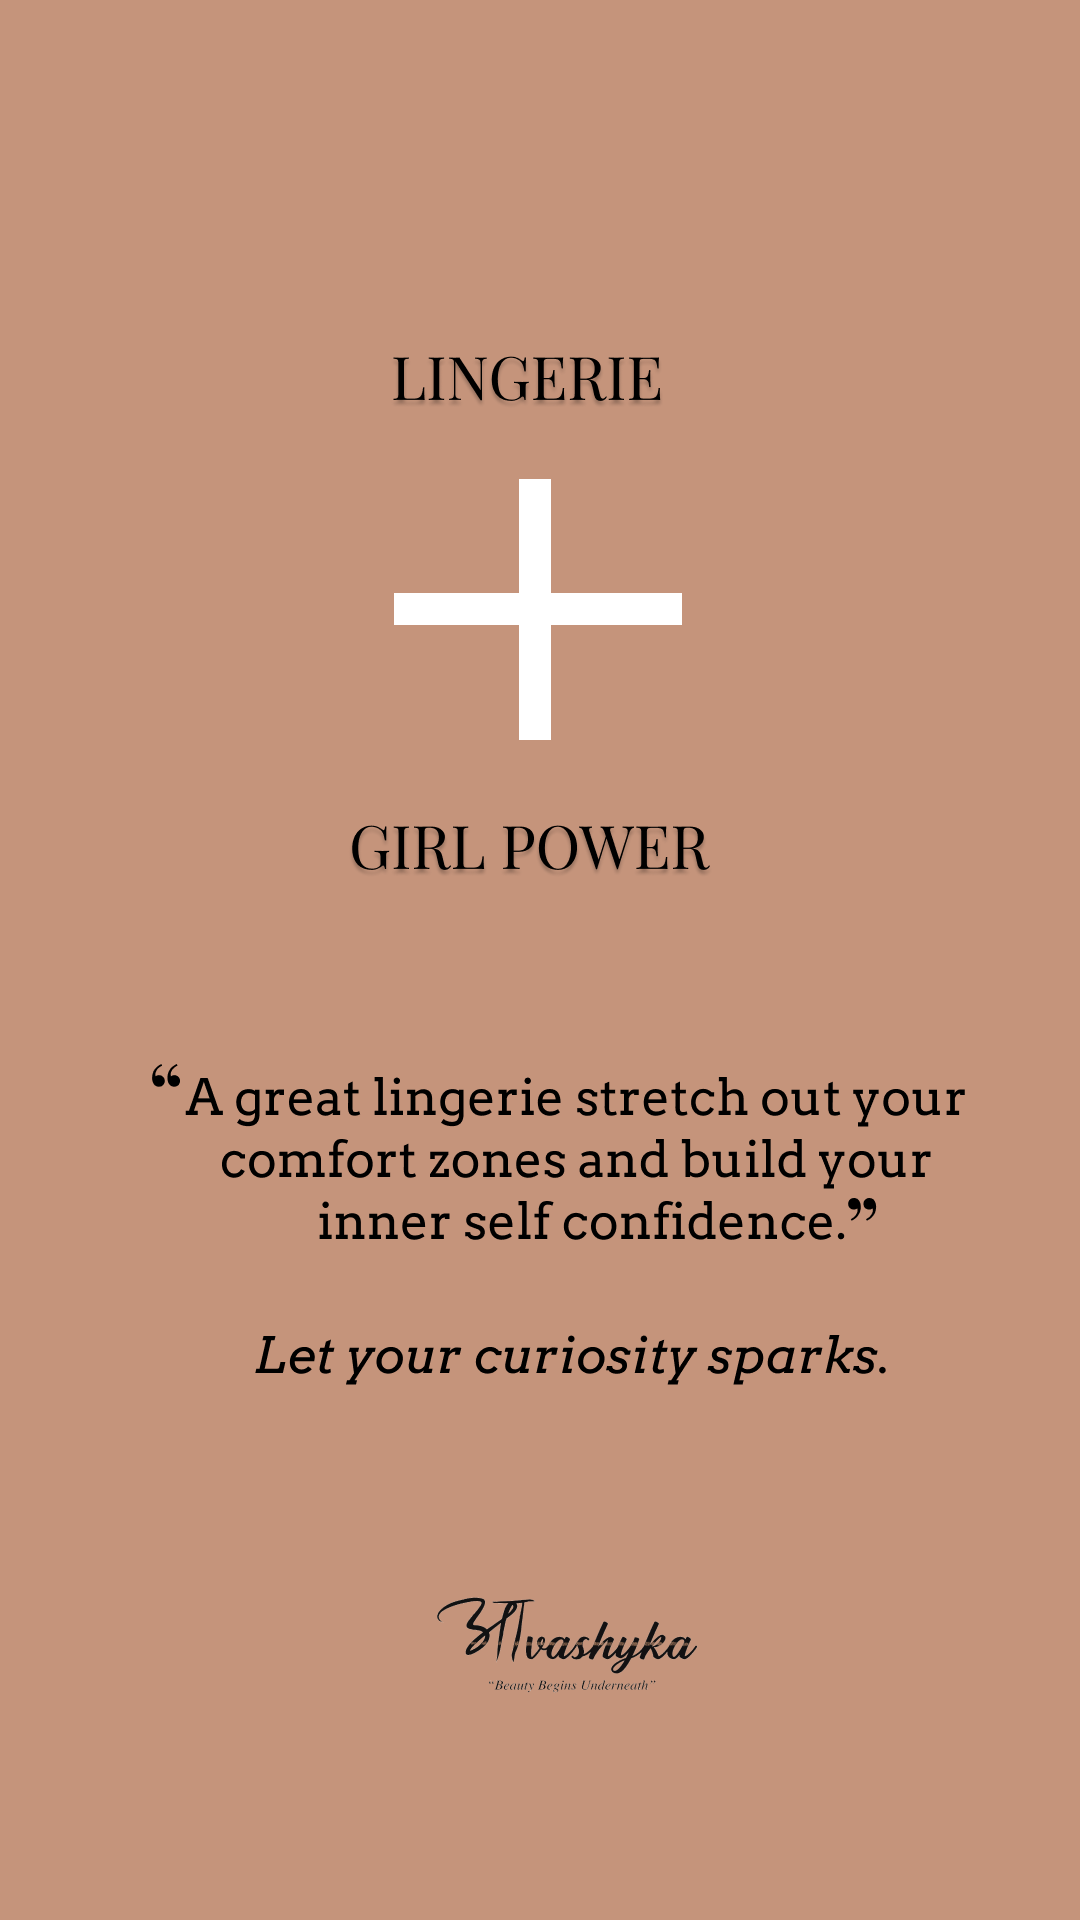 LINGERIE
GIRL POWER
“A great lingerie stretch out your
comfort zones and build your
inner self confidence.”
Let your curiosity sparks.
आvashyka
“Beauty Begins Underneath”